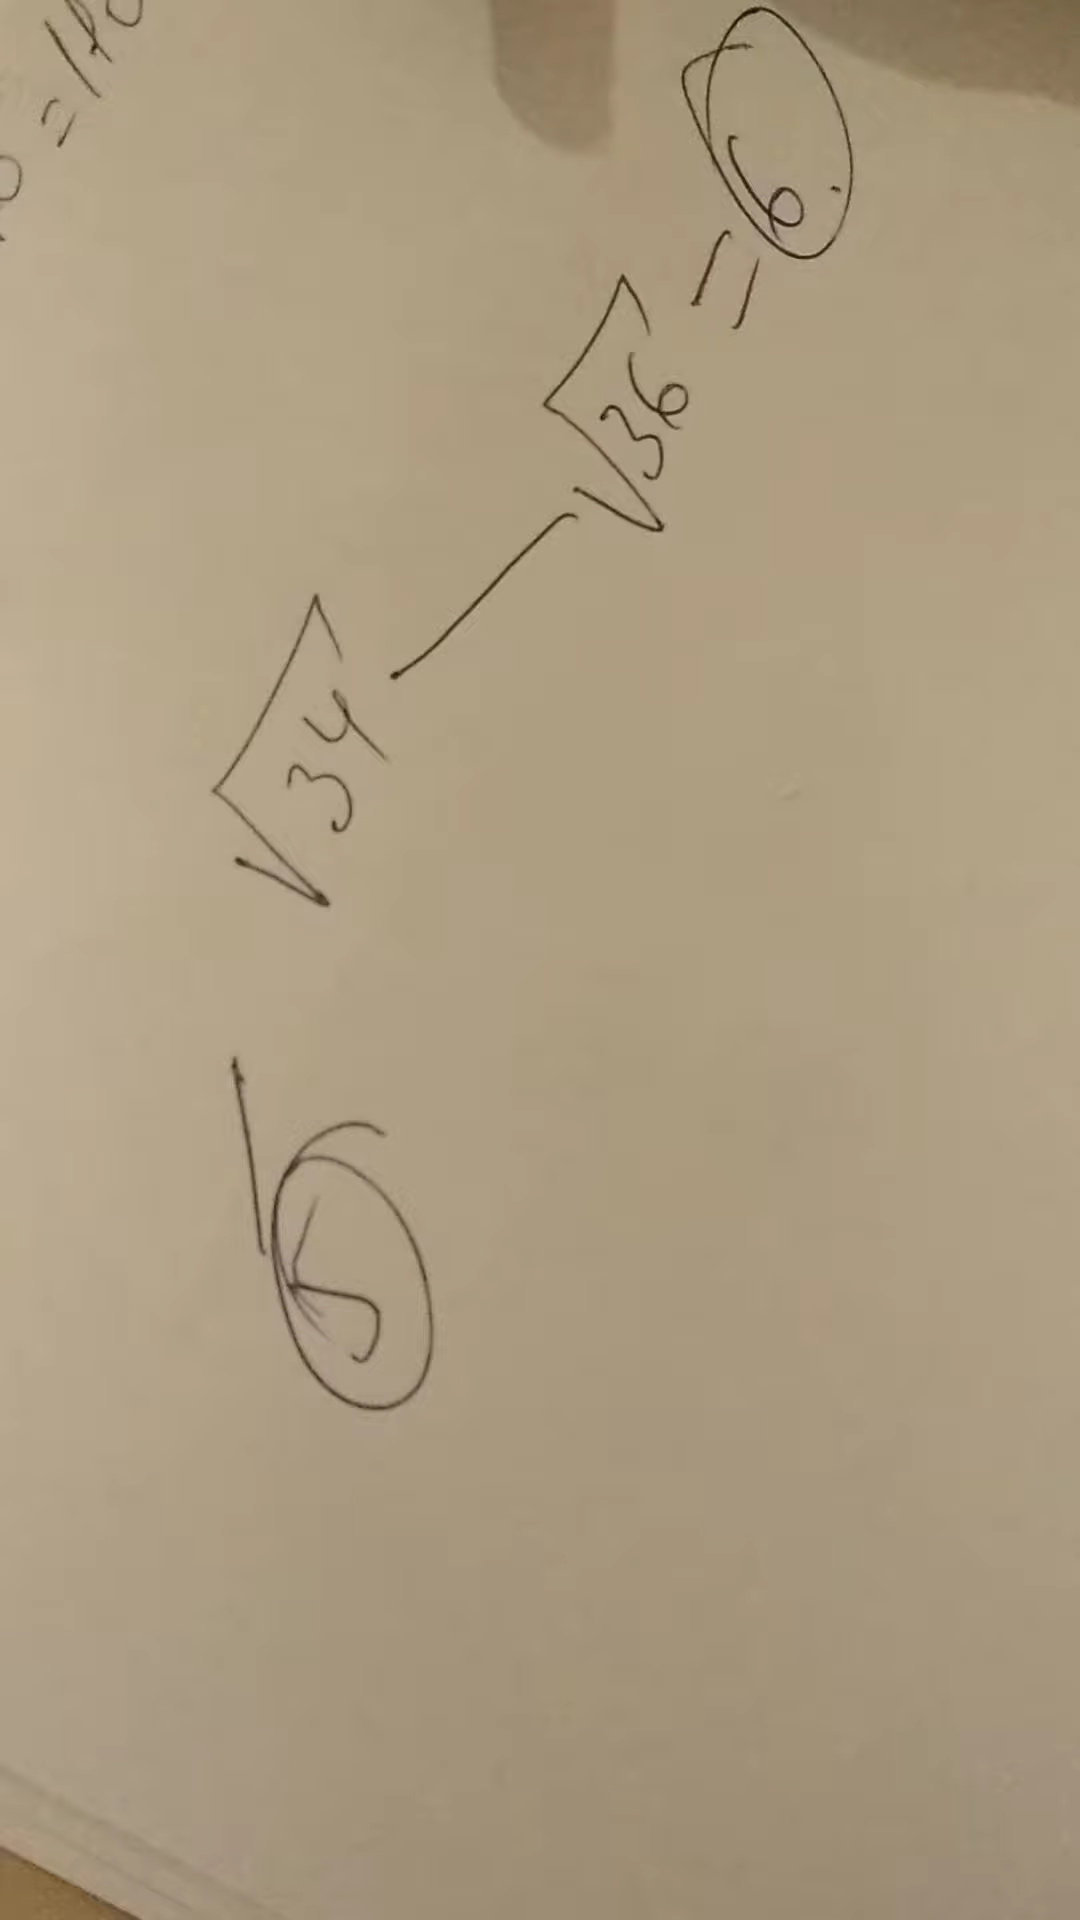 √34 — √36 = 6
5